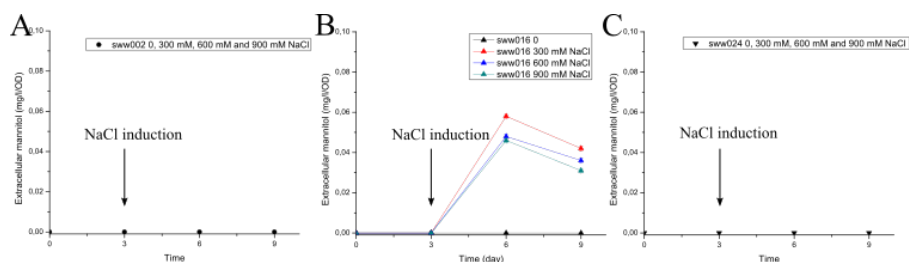 A
sww002 0, 300 mM, 600 mM and 900 mM NaCl
Extracellular mannitol (mg/l/OD)
0,10
0,08
0,06
0,04
0,02
0,00
NaCl induction
0 3 6 9
Time
B
sww016 0
sww016 300 mM NaCl
sww016 600 mM NaCl
sww016 900 mM NaCl
Extracellular mannitol (mg/l/OD)
0,10
0,08
0,06
0,04
0,02
0,00
NaCl induction
0 3 6 9
Time (day)
C
sww024 0, 300 mM, 600 mM and 900 mM NaCl
Extracellular mannitol (mg/l/OD)
0,10
0,08
0,06
0,04
0,02
0,00
NaCl induction
0 3 6 9
Time